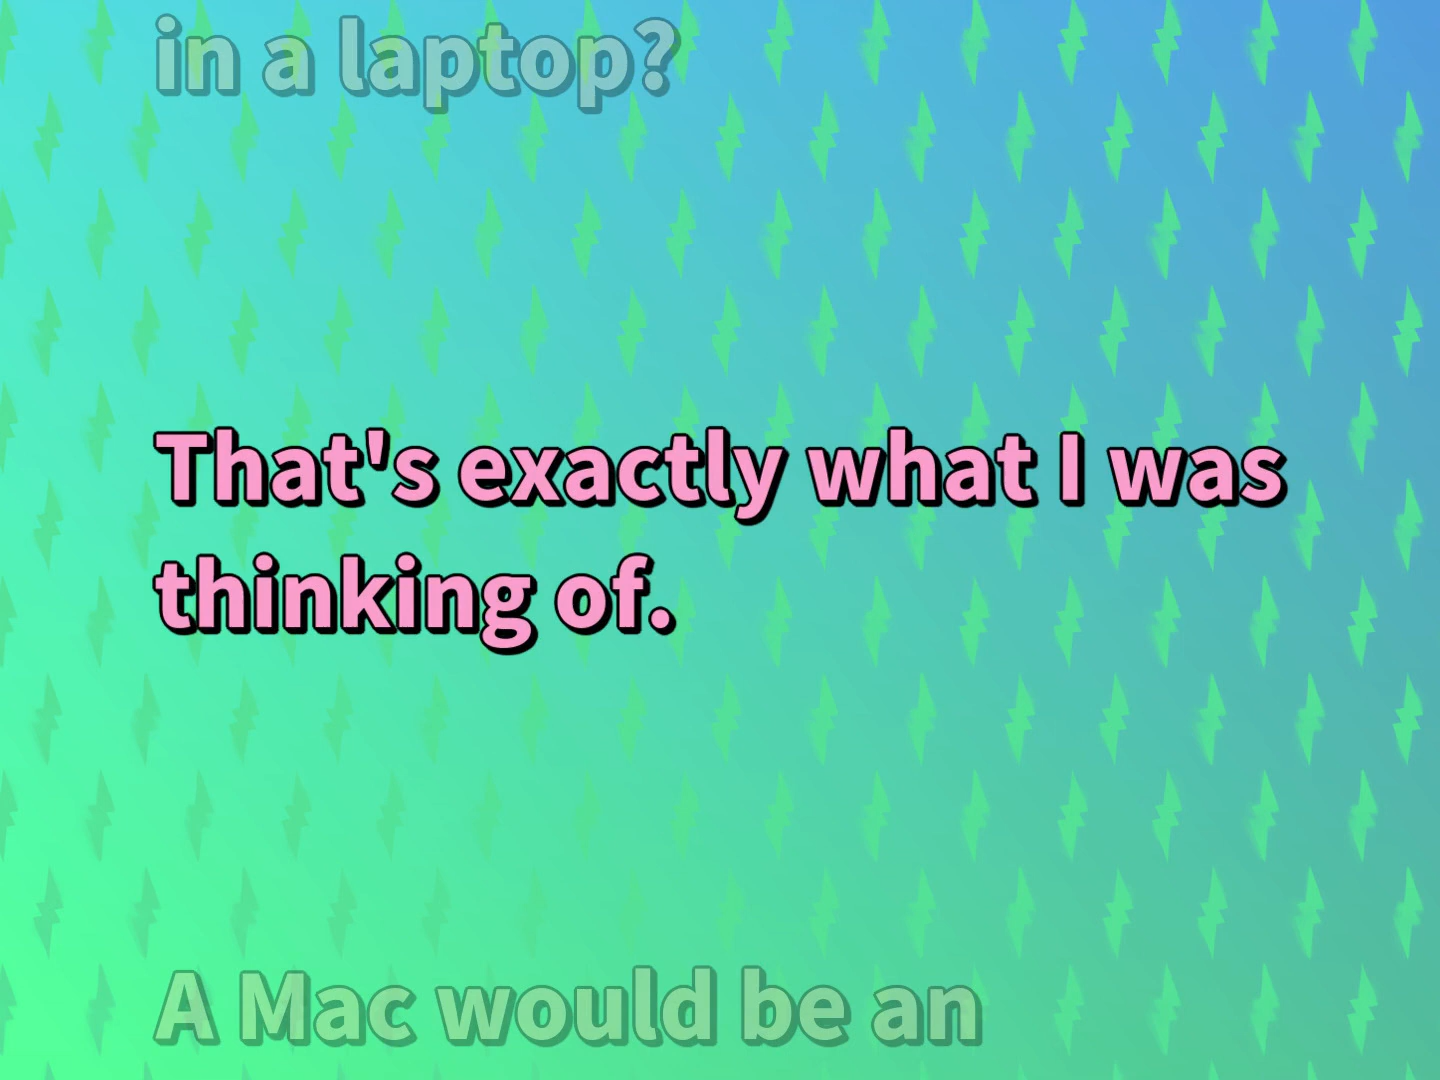 in a laptop?
That's exactly what I was
thinking of.
A Mac would be an